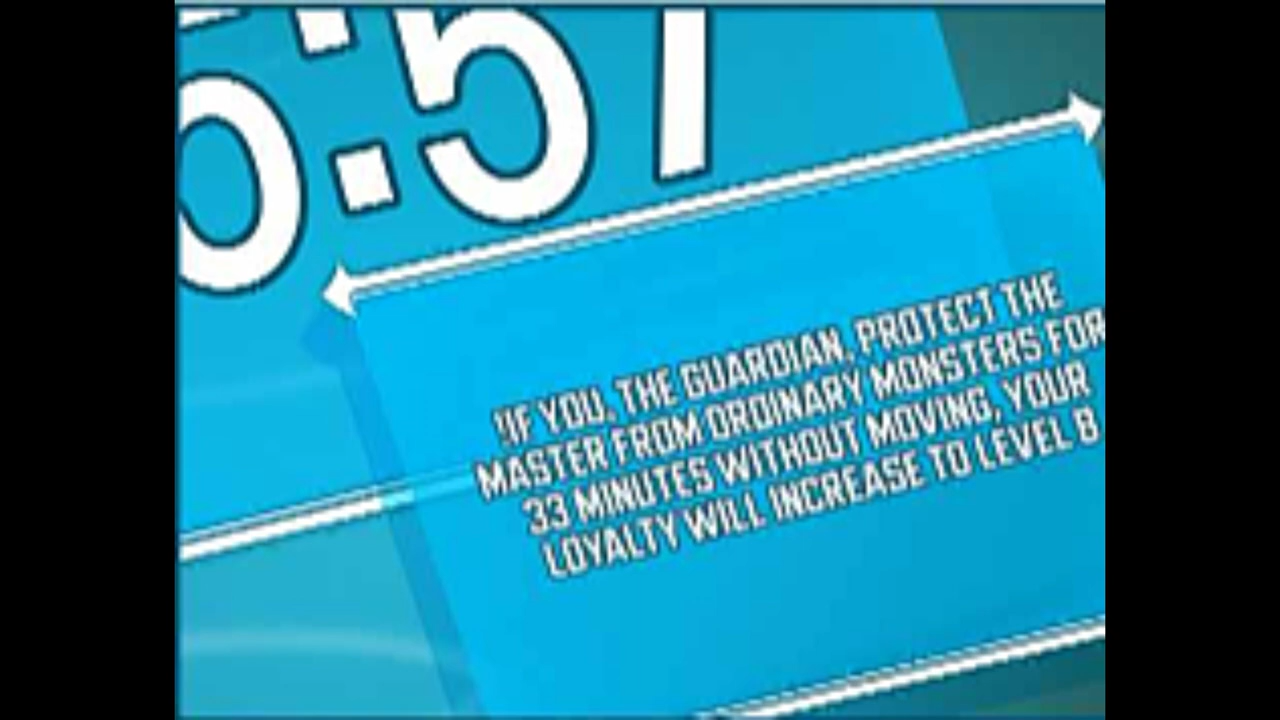 5:57
!IF YOU, THE GUARDIAN, PROTECT THE
MASTER FROM ORDINARY MONSTERS FOR
33 MINUTES WITHOUT MOVING, YOUR
LOYALTY WILL INCREASE TO LEVEL B